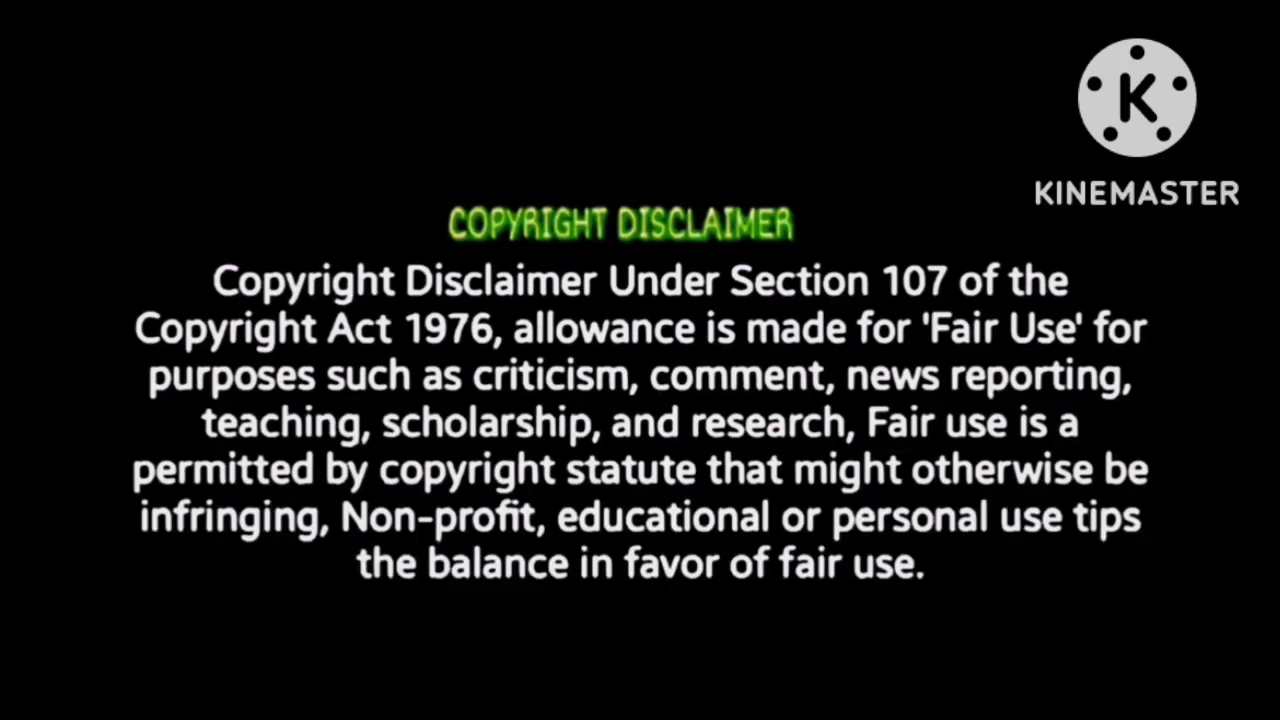 K
KINEMASTER
COPYRIGHT DISCLAIMER
Copyright Disclaimer Under Section 107 of the
Copyright Act 1976, allowance is made for 'Fair Use' for
purposes such as criticism, comment, news reporting,
teaching, scholarship, and research, Fair use is a
permitted by copyright statute that might otherwise be
infringing, Non-profit, educational or personal use tips
the balance in favor of fair use.